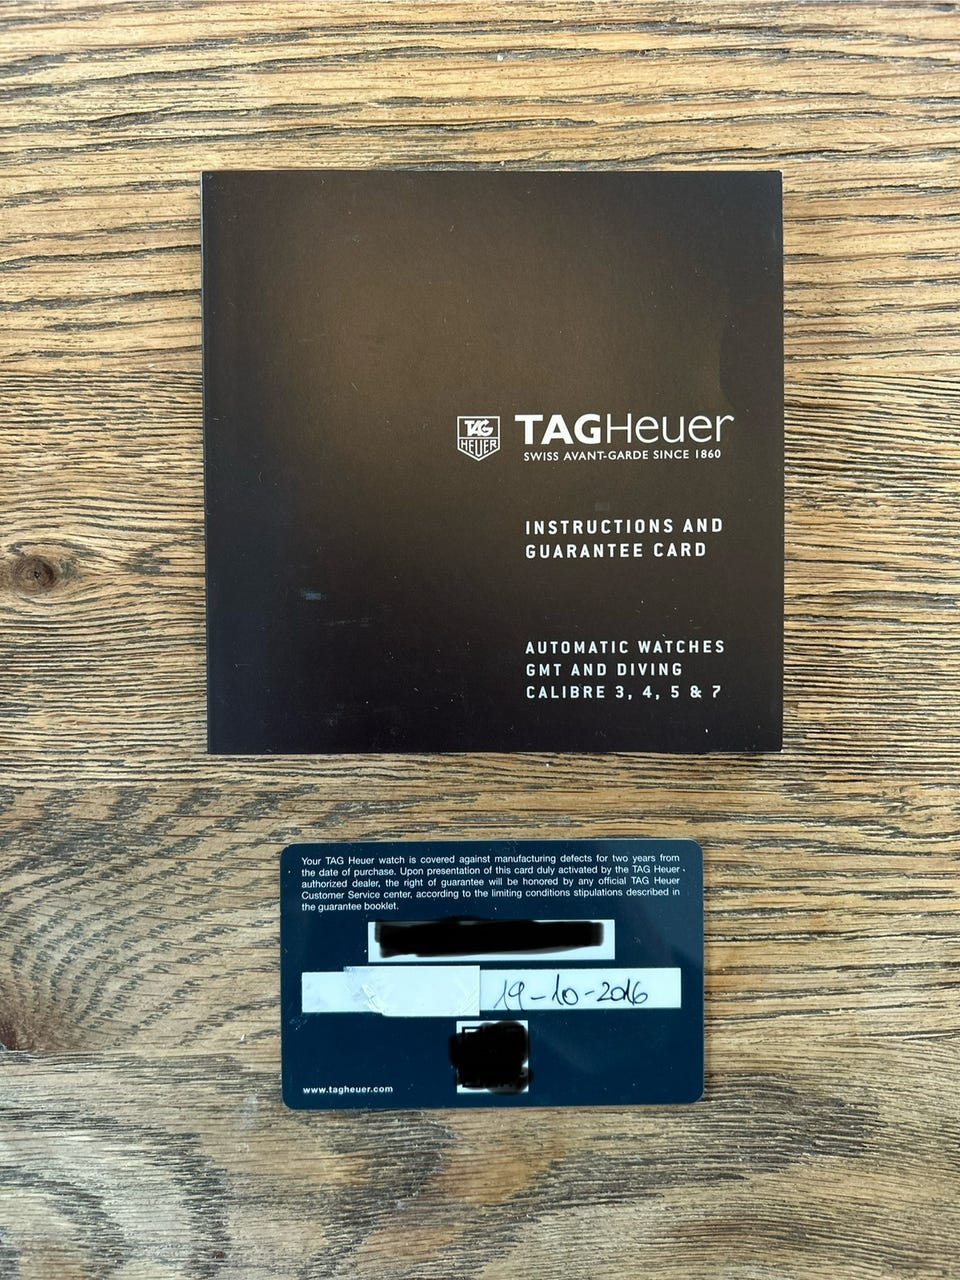 TAG
HEUER
TAGHeuer
SWISS AVANT-GARDE SINCE 1860
INSTRUCTIONS AND
GUARANTEE CARD
AUTOMATIC WATCHES
GMT AND DIVING
CALIBRE 3, 4, 5 & 7
Your TAG Heuer watch is covered against manufacturing defects for two years from
the date of purchase. Upon presentation of this card duly activated by the TAG Heuer
authorized dealer, the right of guarantee will be honored by any official TAG Heuer
Customer Service center, according to the limiting conditions stipulations described in
the guarantee booklet.
19-10-2016
www.tagheuer.com